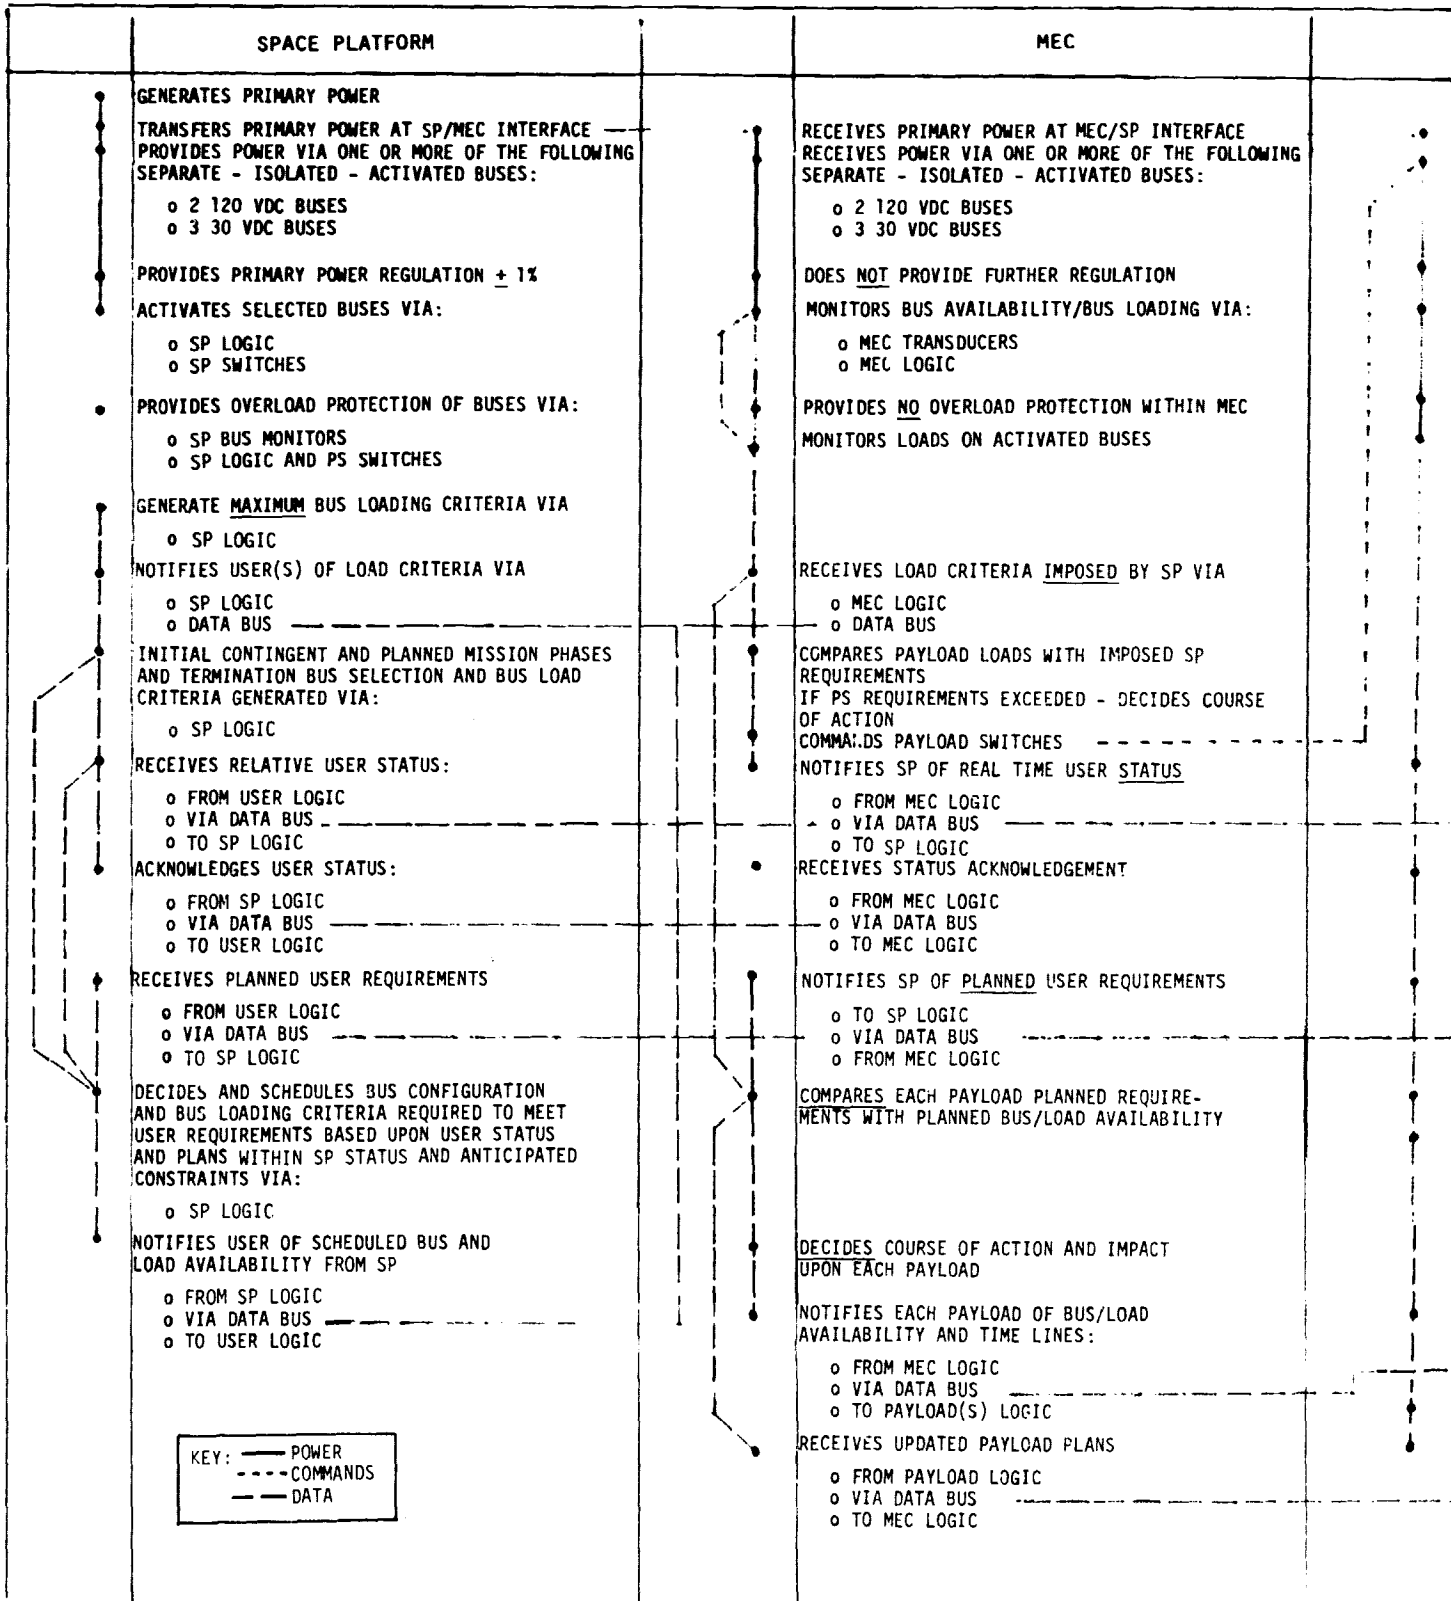 SPACE PLATFORM
GENERATES PRIMARY POWER
TRANSFERS PRIMARY POWER AT SP/MEC INTERFACE
PROVIDES POWER VIA ONE OR MORE OF THE FOLLOWING
SEPARATE - ISOLATED - ACTIVATED BUSES:
o 2 120 VDC BUSES
o 3 30 VDC BUSES
PROVIDES PRIMARY POWER REGULATION ± 1%
ACTIVATES SELECTED BUSES VIA:
o SP LOGIC
o SP SWITCHES
PROVIDES OVERLOAD PROTECTION OF BUSES VIA:
o SP BUS MONITORS
o SP LOGIC AND PS SWITCHES
GENERATE MAXIMUM BUS LOADING CRITERIA VIA
o SP LOGIC
NOTIFIES USER(S) OF LOAD CRITERIA VIA
o SP LOGIC
o DATA BUS
INITIAL CONTINGENT AND PLANNED MISSION PHASES
AND TERMINATION BUS SELECTION AND BUS LOAD
CRITERIA GENERATED VIA:
o SP LOGIC
RECEIVES RELATIVE USER STATUS:
o FROM USER LOGIC
o VIA DATA BUS
o TO SP LOGIC
ACKNOWLEDGES USER STATUS:
o FROM SP LOGIC
o VIA DATA BUS
o TO USER LOGIC
RECEIVES PLANNED USER REQUIREMENTS
o FROM USER LOGIC
o VIA DATA BUS
o TO SP LOGIC
DECIDES AND SCHEDULES BUS CONFIGURATION
AND BUS LOADING CRITERIA REQUIRED TO MEET
USER REQUIREMENTS BASED UPON USER STATUS
AND PLANS WITHIN SP STATUS AND ANTICIPATED
CONSTRAINTS VIA:
o SP LOGIC
NOTIFIES USER OF SCHEDULED BUS AND
LOAD AVAILABILITY FROM SP
o FROM SP LOGIC
o VIA DATA BUS
o TO USER LOGIC
KEY: POWER
COMMANDS
DATA
MEC
RECEIVES PRIMARY POWER AT MEC/SP INTERFACE
RECEIVES POWER VIA ONE OR MORE OF THE FOLLOWING
SEPARATE - ISOLATED - ACTIVATED BUSES:
o 2 120 VDC BUSES
o 3 30 VDC BUSES
DOES NOT PROVIDE FURTHER REGULATION
MONITORS BUS AVAILABILITY/BUS LOADING VIA:
o MEC TRANSDUCERS
o MEC LOGIC
PROVIDES NO OVERLOAD PROTECTION WITHIN MEC
MONITORS LOADS ON ACTIVATED BUSES
RECEIVES LOAD CRITERIA IMPOSED BY SP VIA
o MEC LOGIC
o DATA BUS
COMPARES PAYLOAD LOADS WITH IMPOSED SP
REQUIREMENTS
IF PS REQUIREMENTS EXCEEDED - DECIDES COURSE
OF ACTION
COMMANDS PAYLOAD SWITCHES
NOTIFIES SP OF REAL TIME USER STATUS
o FROM MEC LOGIC
o VIA DATA BUS
o TO SP LOGIC
RECEIVES STATUS ACKNOWLEDGEMENT
o FROM MEC LOGIC
o VIA DATA BUS
o TO MEC LOGIC
NOTIFIES SP OF PLANNED USER REQUIREMENTS
o TO SP LOGIC
o VIA DATA BUS
o FROM MEC LOGIC
COMPARES EACH PAYLOAD PLANNED REQUIRE-
MENTS WITH PLANNED BUS/LOAD AVAILABILITY
DECIDES COURSE OF ACTION AND IMPACT
UPON EACH PAYLOAD
NOTIFIES EACH PAYLOAD OF BUS/LOAD
AVAILABILITY AND TIME LINES:
o FROM MEC LOGIC
o VIA DATA BUS
o TO PAYLOAD(S) LOGIC
RECEIVES UPDATED PAYLOAD PLANS
o FROM PAYLOAD LOGIC
o VIA DATA BUS
o TO MEC LOGIC